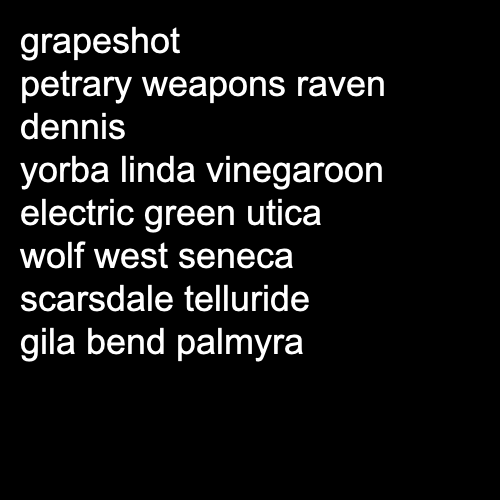 grapeshot
petrary weapons raven
dennis
yorba linda vinegaroon
electric green utica
wolf west seneca
scarsdale telluride
gila bend palmyra